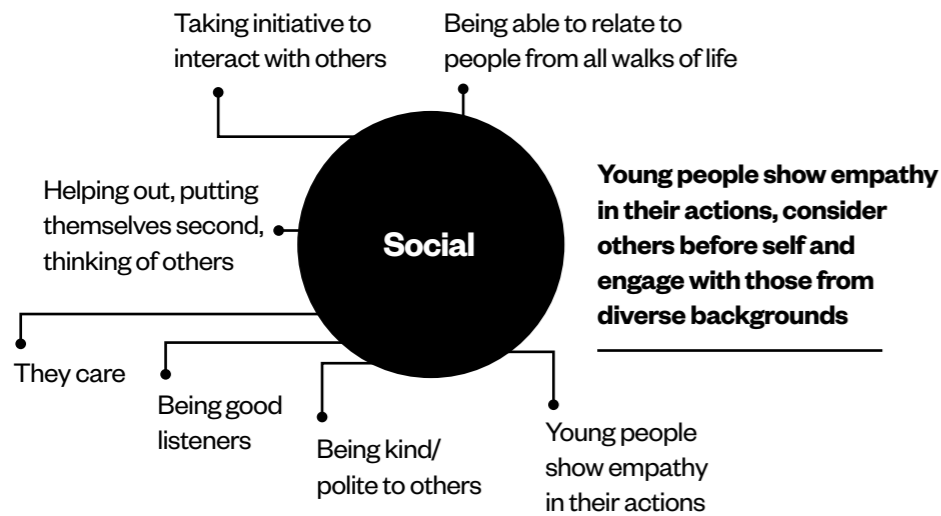 Taking initiative to
interact with others
Being able to relate to
people from all walks of life
Helping out, putting
themselves second,
thinking of others
Social
Young people show empathy
in their actions, consider
others before self and
engage with those from
diverse backgrounds
They care
Being good
listeners
Being kind/
polite to others
Young people
show empathy
in their actions